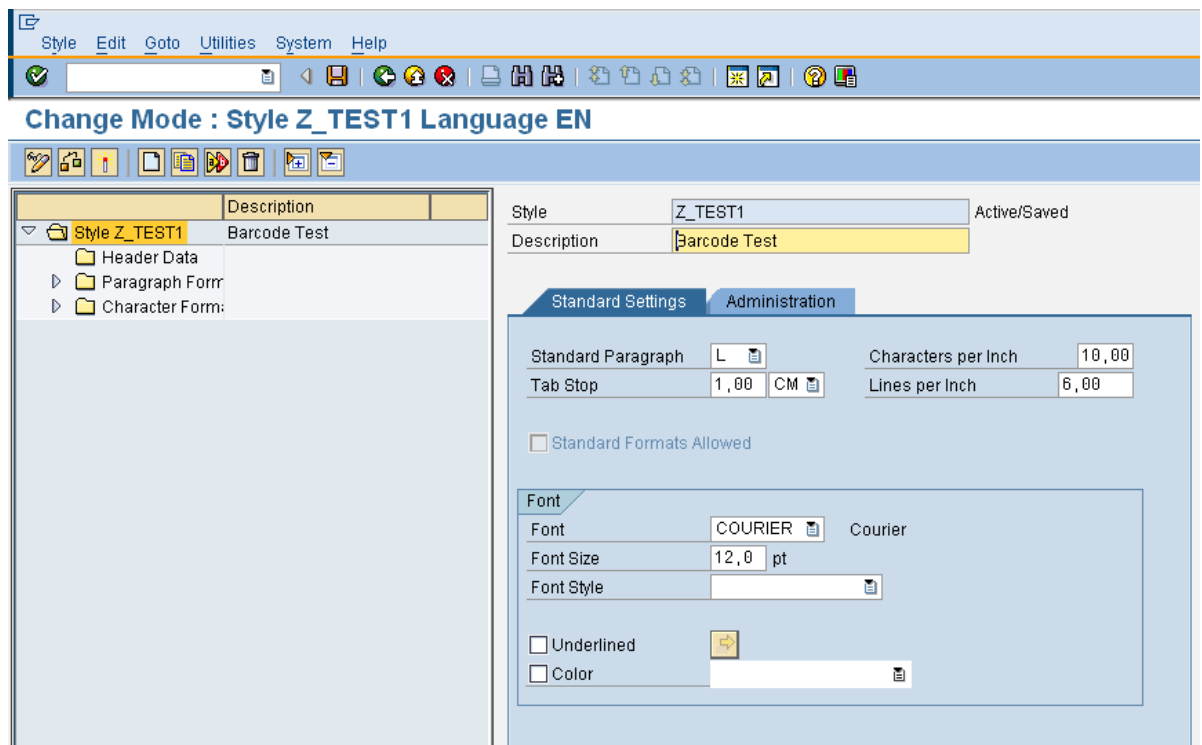 Style Edit Goto Utilities System Help
Change Mode : Style Z_TEST1 Language EN
Description
Style Z_TEST1 Barcode Test
Header Data
Paragraph Form
Character Form
Style Z_TEST1 Active/Saved
Description Barcode Test
Standard Settings Administration
Standard Paragraph L Characters per Inch 10,00
Tab Stop 1,00 CM Lines per Inch 6,00
Standard Formats Allowed
Font
Font COURIER Courier
Font Size 12,0 pt
Font Style
Underlined
Color